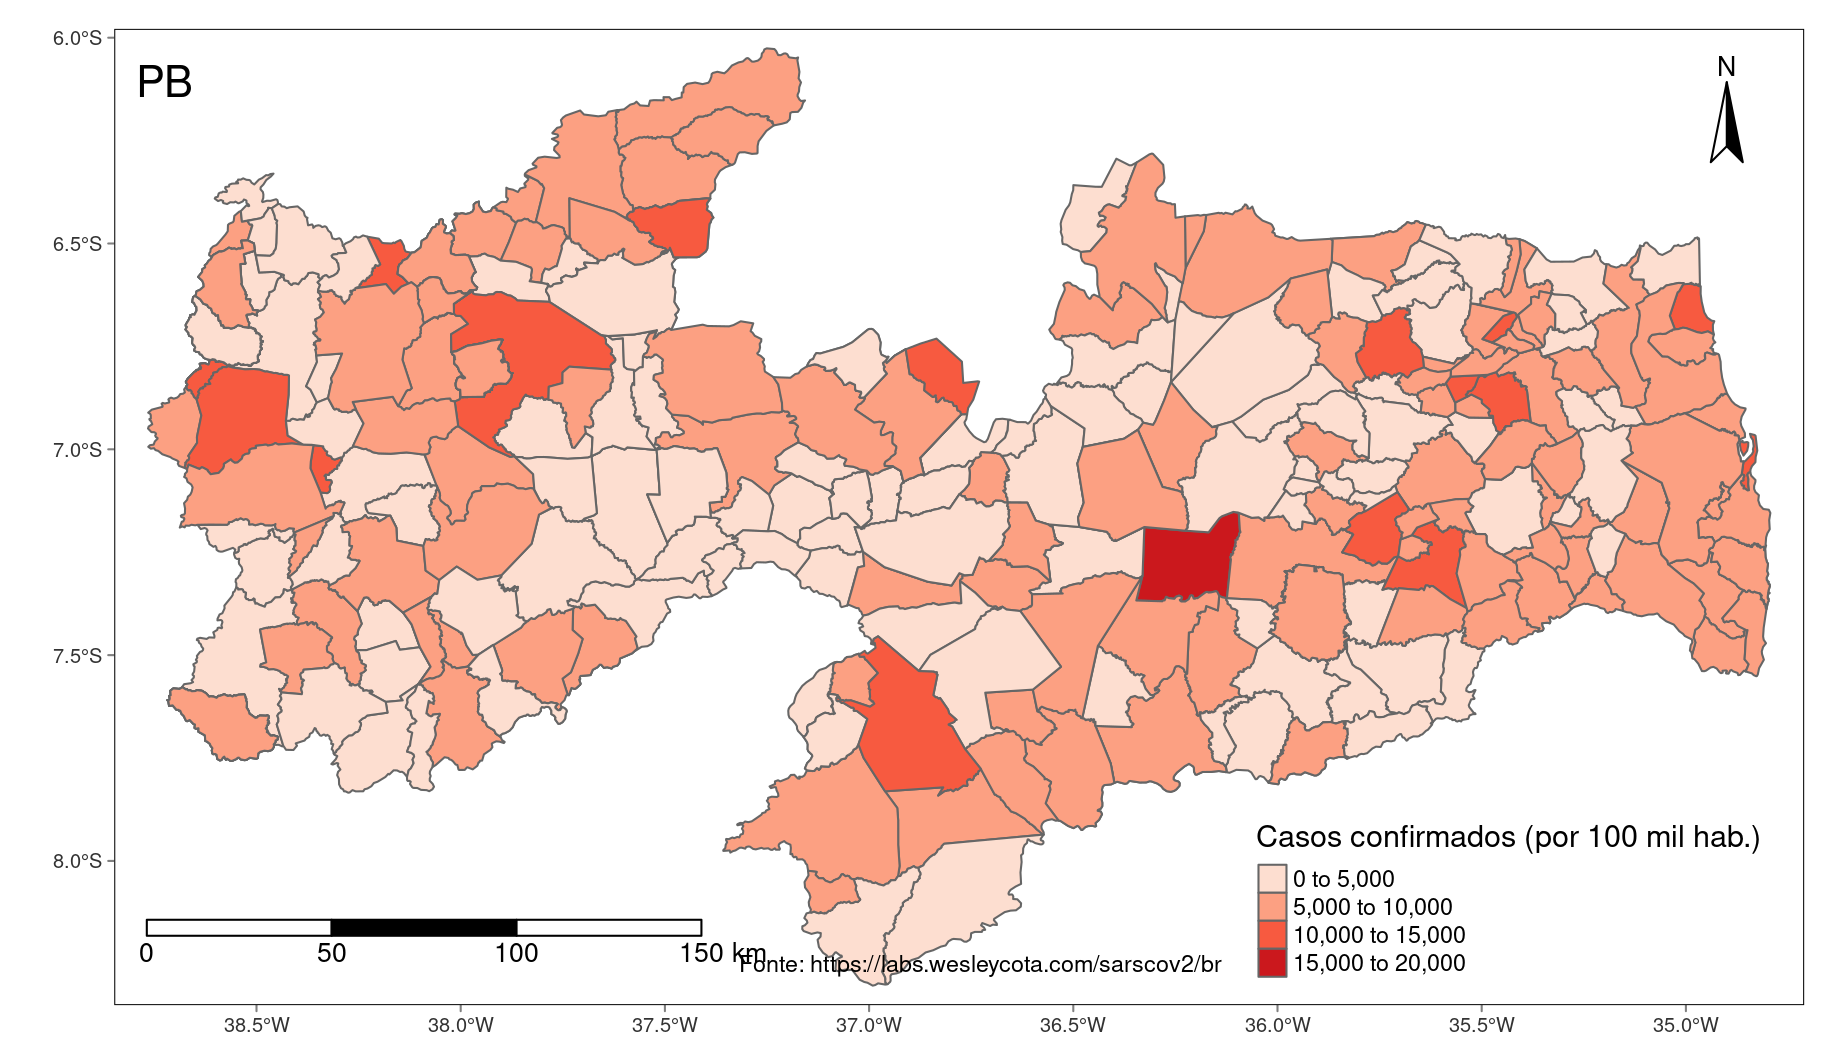 PB
N
6.0°S
6.5°S
7.0°S
7.5°S
8.0°S
Casos confirmados (por 100 mil hab.)
0 to 5,000
5,000 to 10,000
10,000 to 15,000
15,000 to 20,000
0 50 100 150 km
Fonte: https://labs.wesleycota.com/sarscov2/br
38.5°W 38.0°W 37.5°W 37.0°W 36.5°W 36.0°W 35.5°W 35.0°W